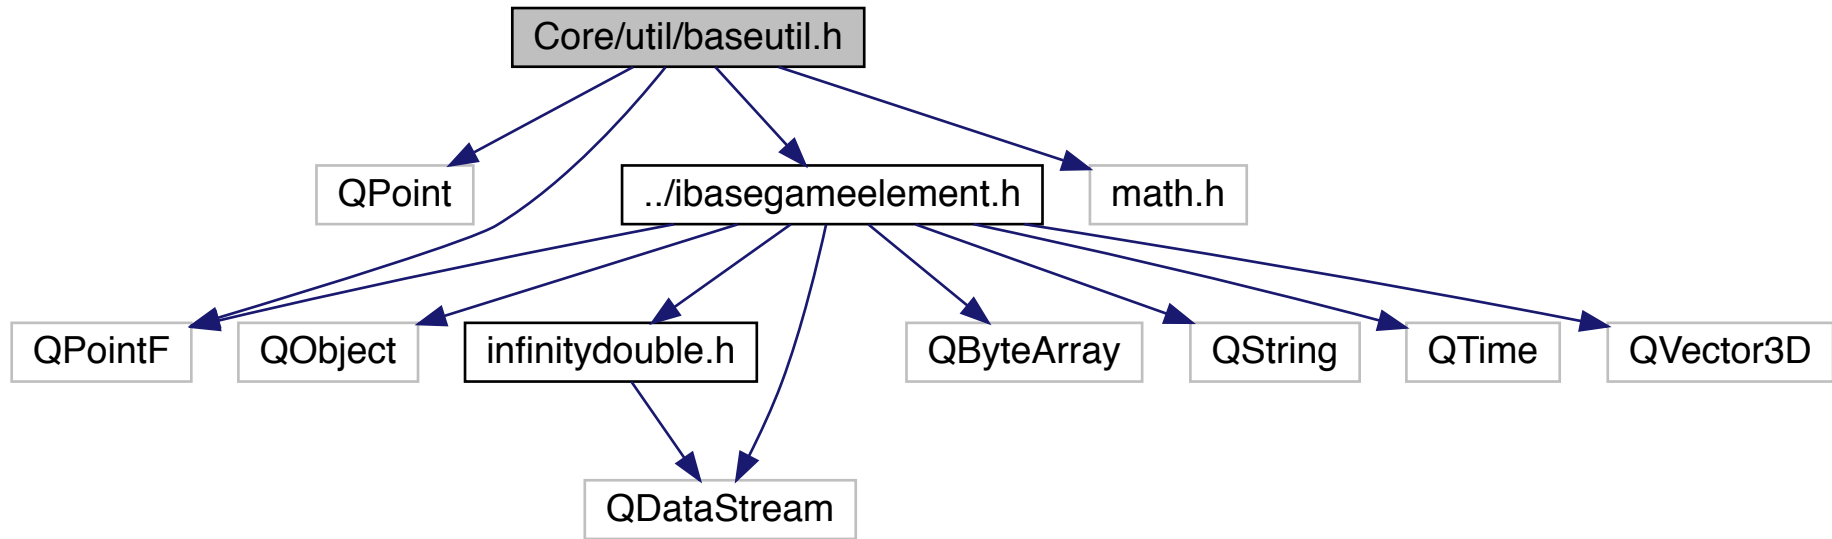 Core/util/baseutil.h
QPoint
../ibasegameelement.h
math.h
QPointF
QObject
infinitydouble.h
QByteArray
QString
QTime
QVector3D
QDataStream